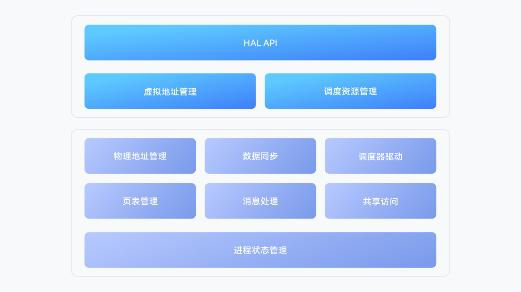 HAL API
虚拟地址管理
调度资源管理
物理地址管理
数据同步
调度器驱动
页表管理
消息处理
共享访问
进程状态管理